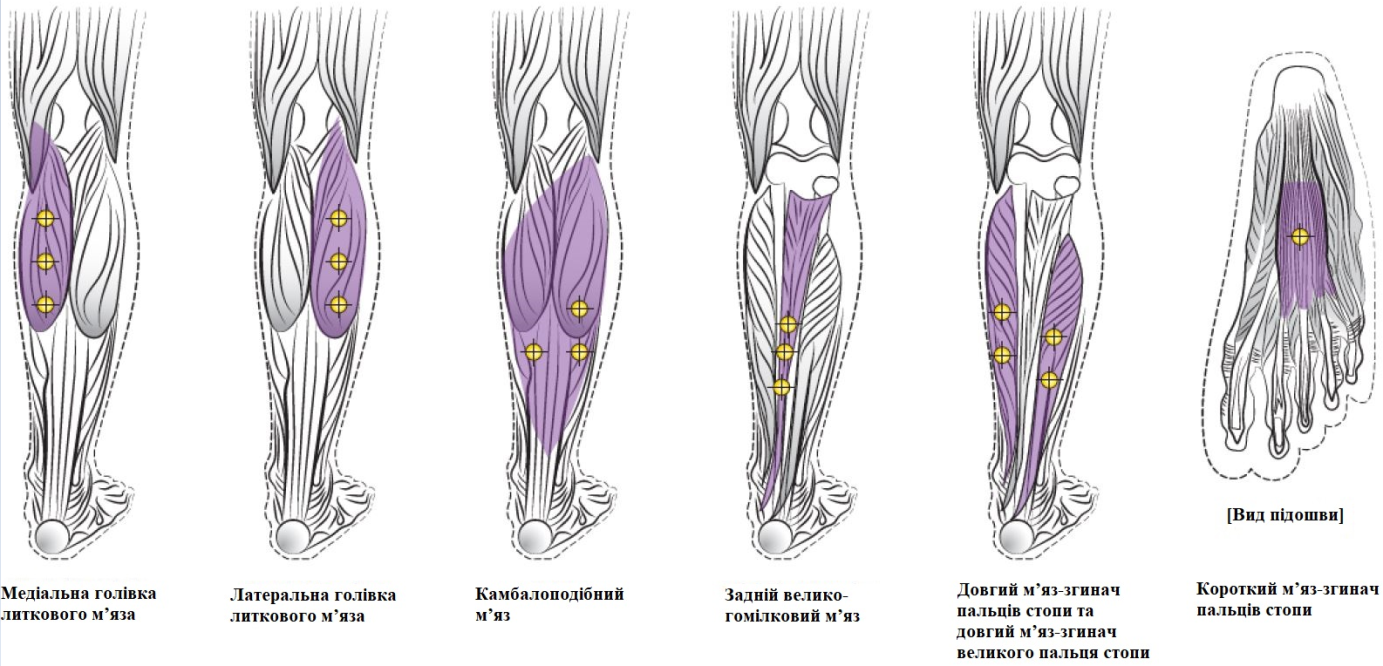 [Вид підошви]
Медіальна голівка
литкового м’яза
Латеральна голівка
литкового м’яза
Камбалоподібний
м’яз
Задній велико-
гомілковий м’яз
Довгий м’яз-згинач
пальців стопи та
довгий м’яз-згинач
великого пальця стопи
Короткий м’яз-згинач
пальців стопи